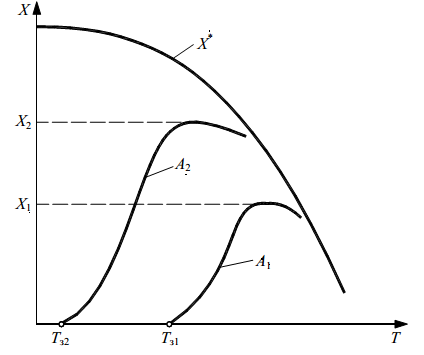 X
X*
X₂
A₂
X₁
A₁
Tз2
Tз1
T